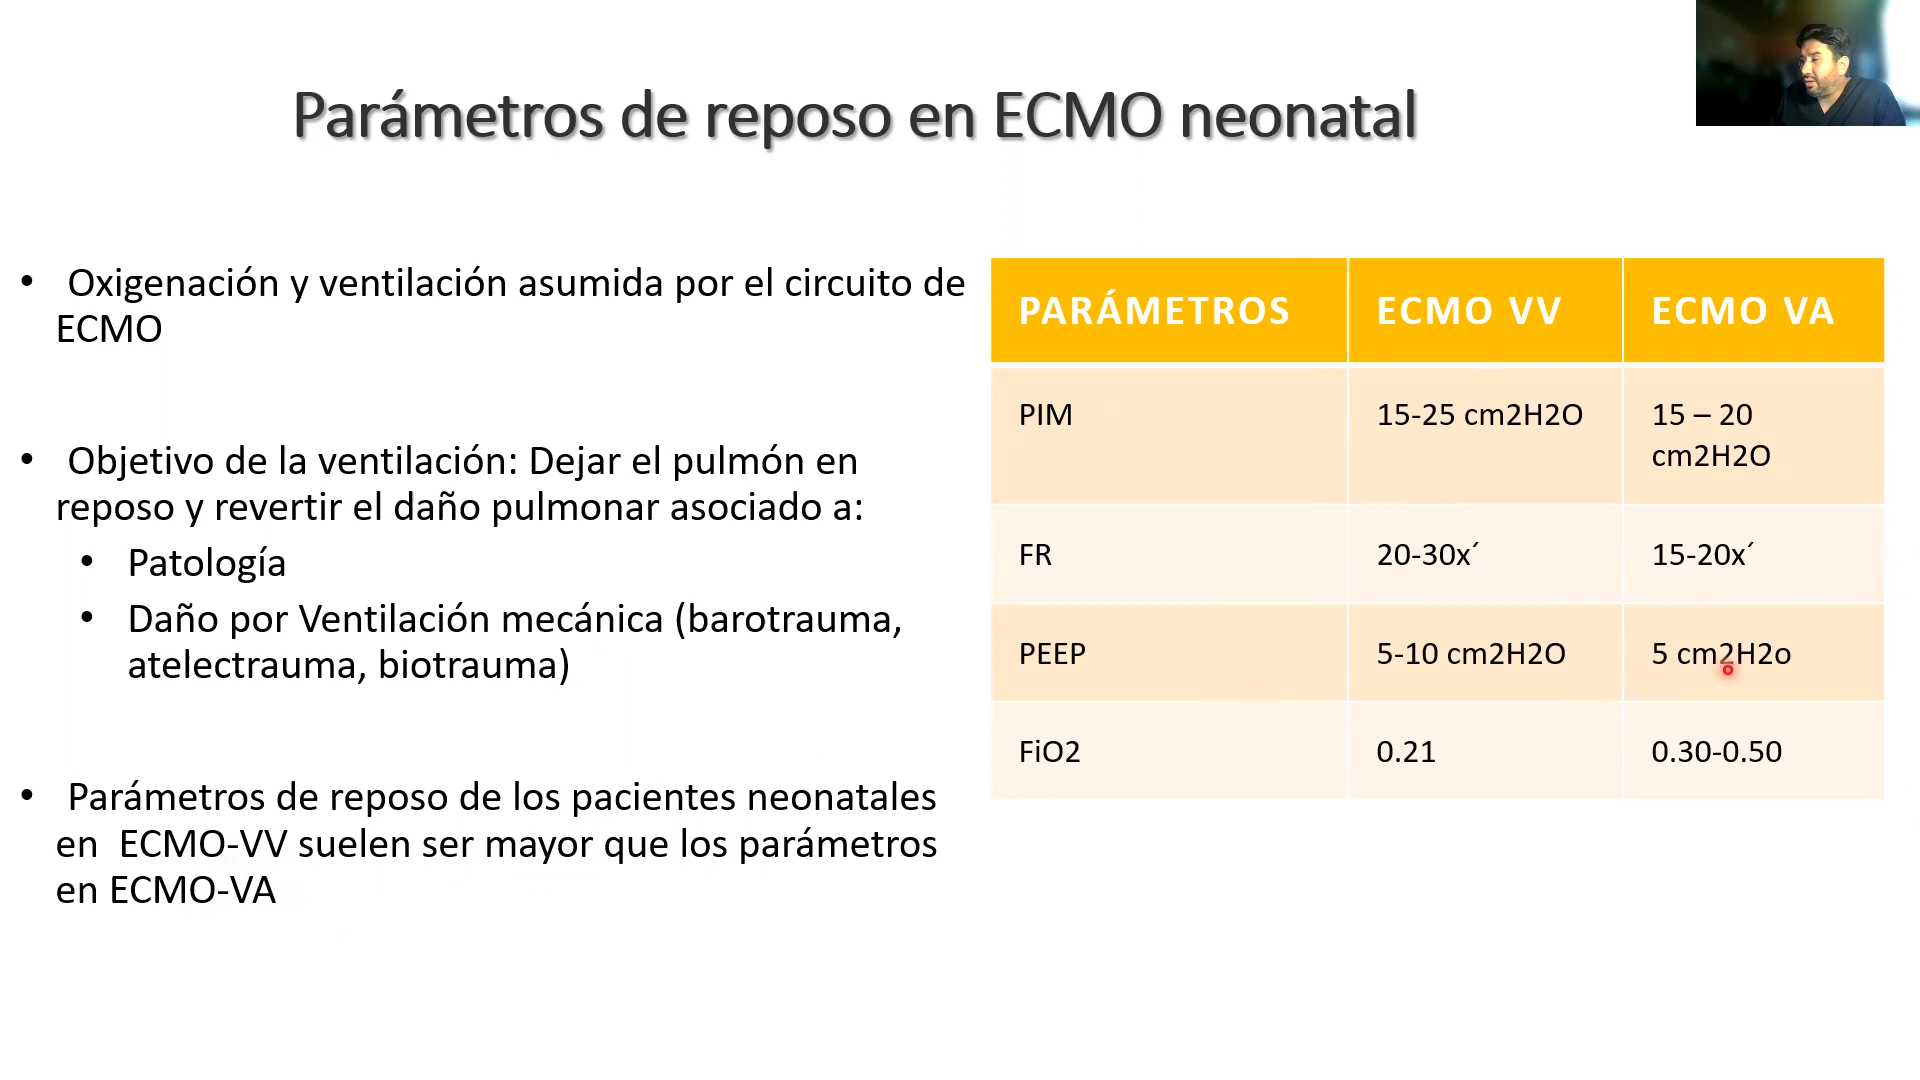 Parámetros de reposo en ECMO neonatal
• Oxigenación y ventilación asumida por el circuito de
ECMO
• Objetivo de la ventilación: Dejar el pulmón en
reposo y revertir el daño pulmonar asociado a:
• Patología
• Daño por Ventilación mecánica (barotrauma,
atelectrauma, biotrauma)
• Parámetros de reposo de los pacientes neonatales
en  ECMO-VV suelen ser mayor que los parámetros
en ECMO-VA
PARÁMETROS ECMO VV ECMO VA
PIM 15-25 cm2H2O 15 – 20
cm2H2O
FR 20-30x´ 15-20x´
PEEP 5-10 cm2H2O 5 cm2H2o
FiO2 0.21 0.30-0.50